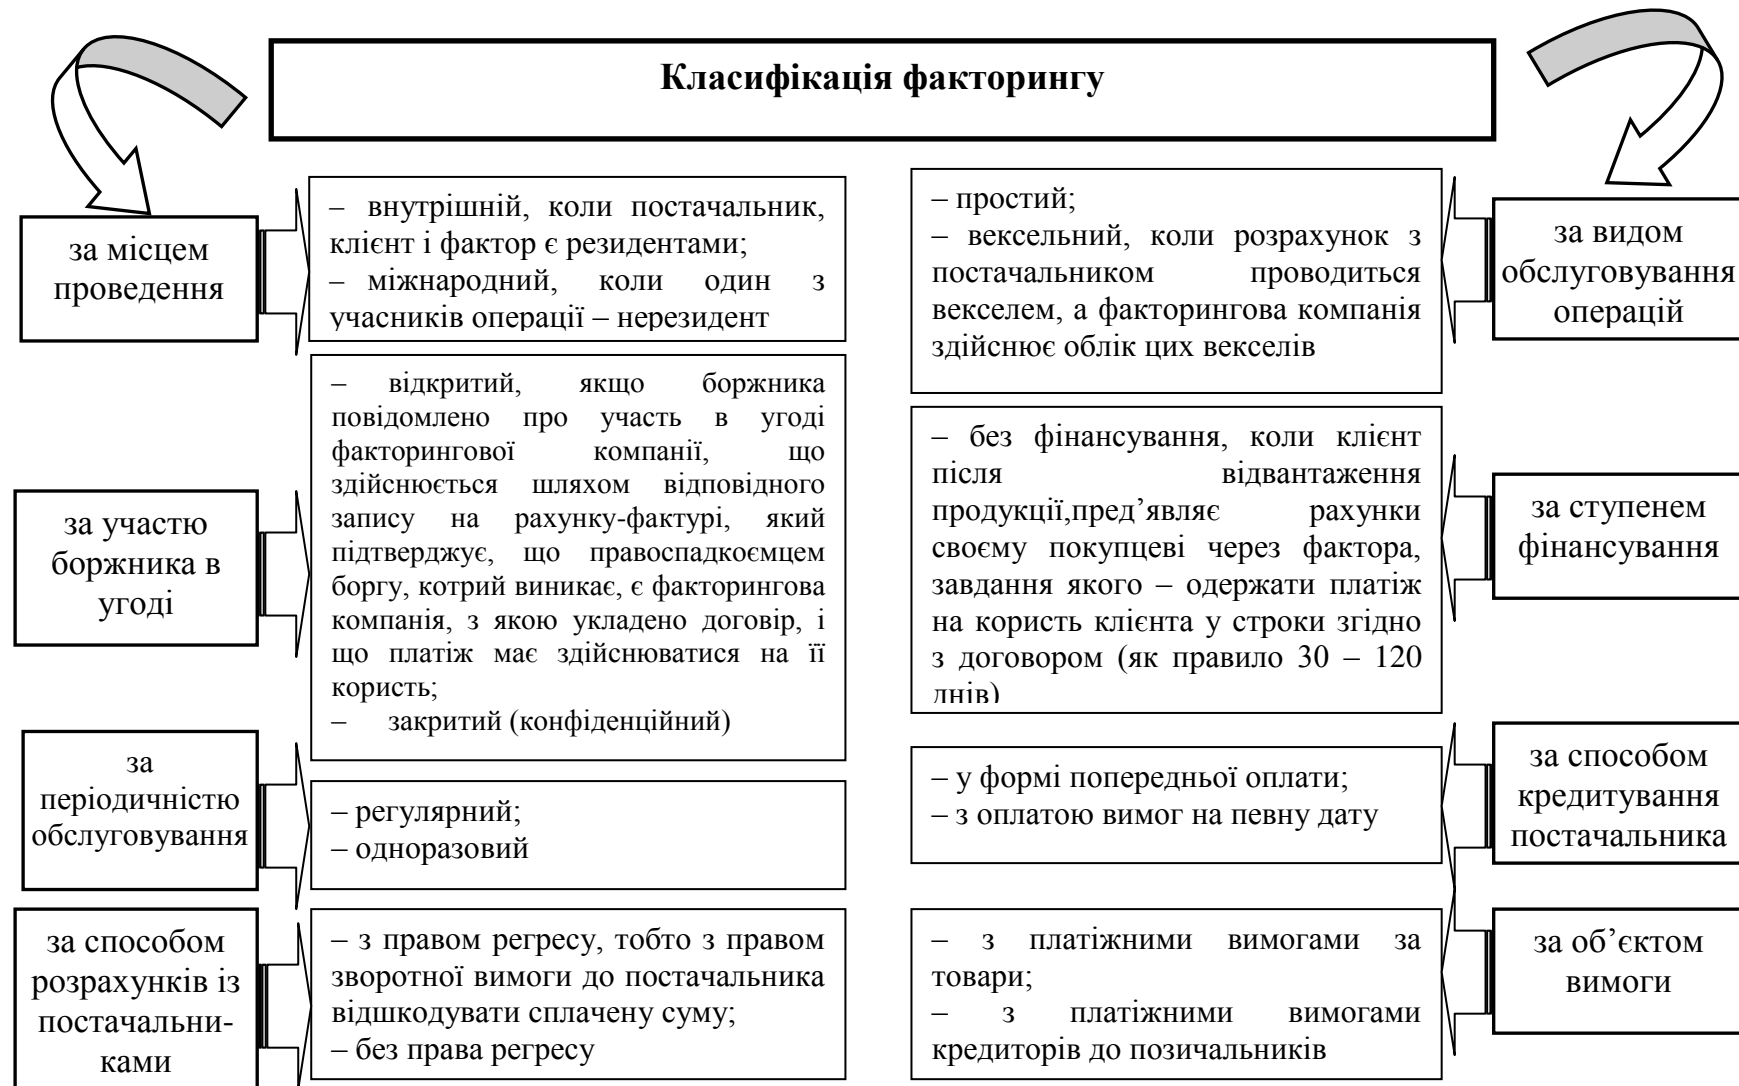 Класифікація факторингу
за місцем
проведення
– внутрішній, коли постачальник,
клієнт і фактор є резидентами;
– міжнародний, коли один з
учасників операції – нерезидент
за участю
боржника в
угоді
– відкритий, якщо боржника
повідомлено про участь в угоді
факторингової компанії, що
здійснюється шляхом відповідного
запису на рахунку-фактурі, який
підтверджує, що правоспадкоємцем
боргу, котрий виникає, є факторингова
компанія, з якою укладено договір, і
що платіж має здійснюватися на її
користь;
– закритий (конфіденційний)
за
періодичністю
обслуговування
– регулярний;
– одноразовий
за способом
розрахунків із
постачальни-
ками
– з правом регресу, тобто з правом
зворотної вимоги до постачальника
відшкодувати сплачену суму;
– без права регресу
– простий;
– вексельний, коли розрахунок з
постачальником проводиться
векселем, а факторингова компанія
здійснює облік цих векселів
за видом
обслуговування
операцій
– без фінансування, коли клієнт
після відвантаження
продукції,пред’являє рахунки
своєму покупцеві через фактора,
завдання якого – одержати платіж
на користь клієнта у строки згідно
з договором (як правило 30 – 120
днів)
за ступенем
фінансування
– у формі попередньої оплати;
– з оплатою вимог на певну дату
за способом
кредитування
постачальника
– з платіжними вимогами за
товари;
– з платіжними вимогами
кредиторів до позичальників
за об’єктом
вимоги